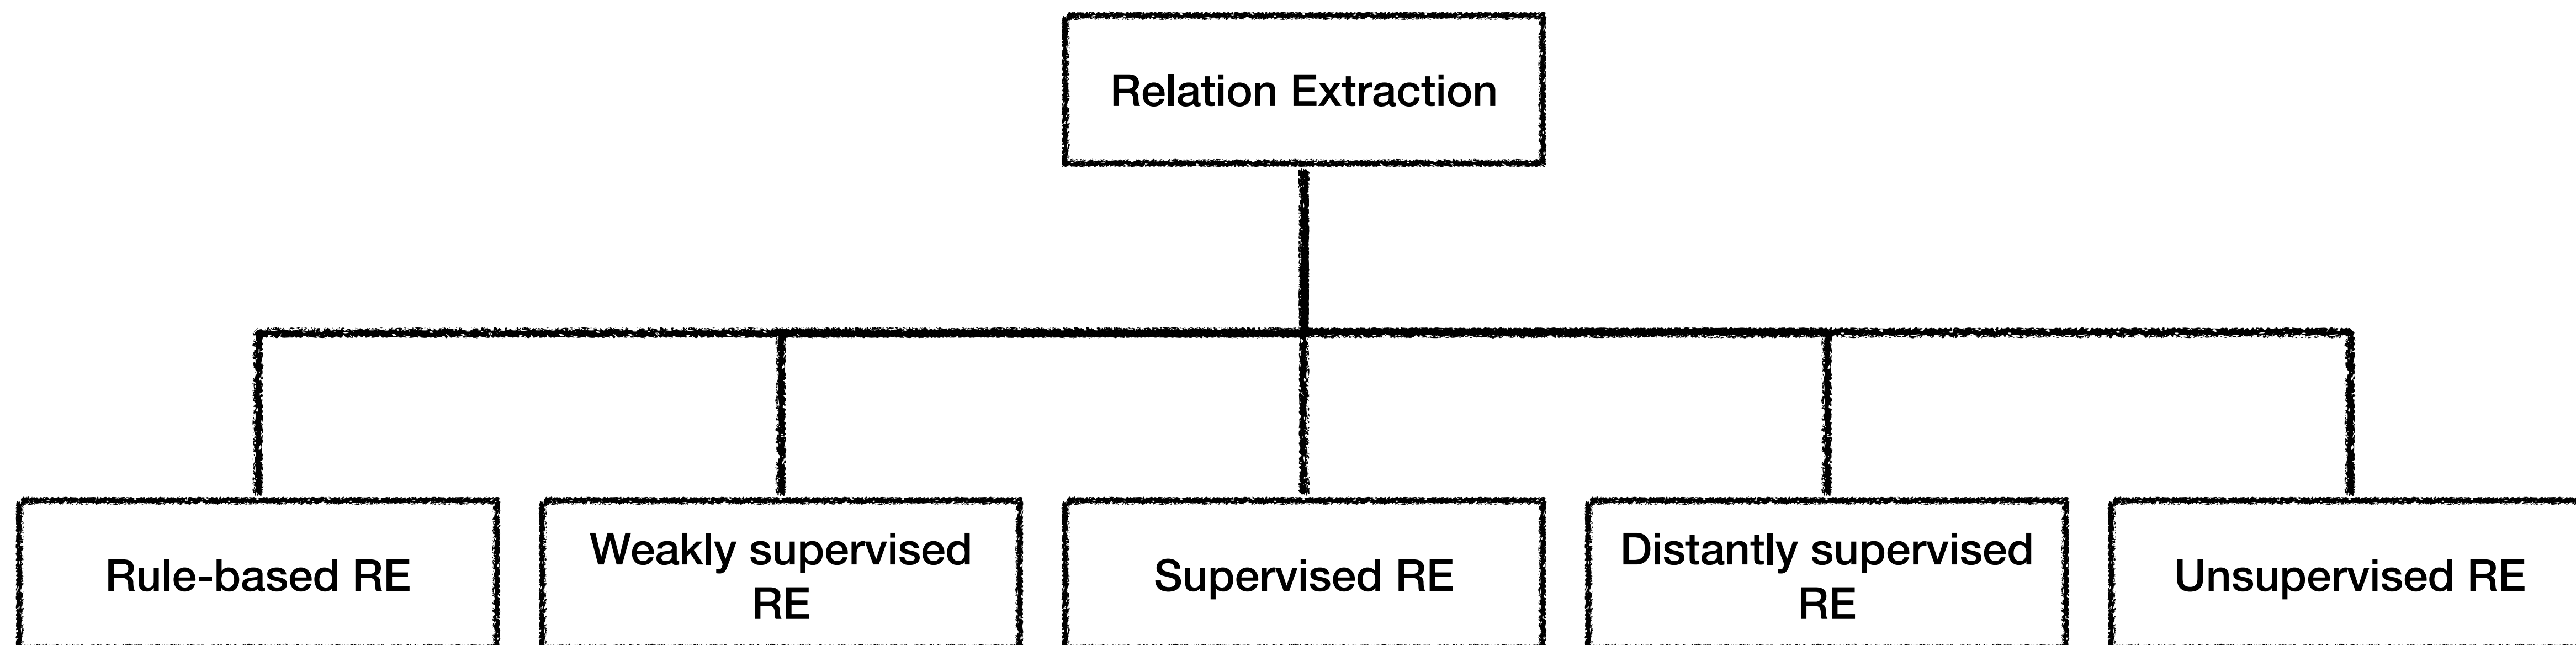 Relation Extraction
Rule-based RE
Weakly supervised
RE
Supervised RE
Distantly supervised
RE
Unsupervised RE